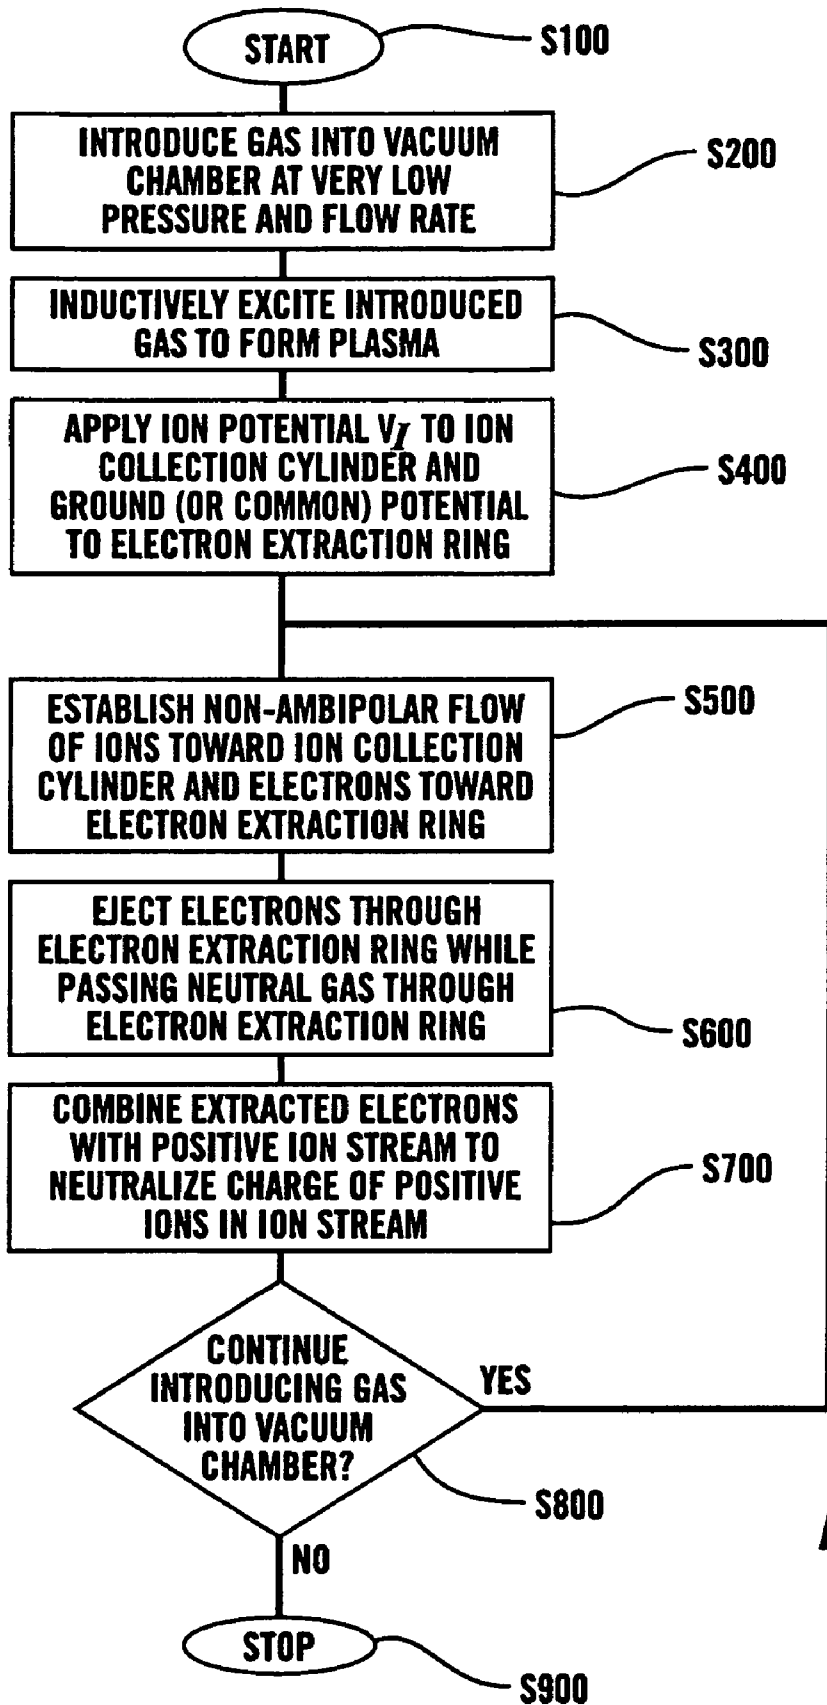 START
S100
INTRODUCE GAS INTO VACUUM
CHAMBER AT VERY LOW
PRESSURE AND FLOW RATE
S200
INDUCTIVELY EXCITE INTRODUCED
GAS TO FORM PLASMA
S300
APPLY ION POTENTIAL VI TO ION
COLLECTION CYLINDER AND
GROUND (OR COMMON) POTENTIAL
TO ELECTRON EXTRACTION RING
S400
ESTABLISH NON-AMBIPOLAR FLOW
OF IONS TOWARD ION COLLECTION
CYLINDER AND ELECTRONS TOWARD
ELECTRON EXTRACTION RING
S500
EJECT ELECTRONS THROUGH
ELECTRON EXTRACTION RING WHILE
PASSING NEUTRAL GAS THROUGH
ELECTRON EXTRACTION RING
S600
COMBINE EXTRACTED ELECTRONS
WITH POSITIVE ION STREAM TO
NEUTRALIZE CHARGE OF POSITIVE
IONS IN ION STREAM
S700
CONTINUE
INTRODUCING GAS
INTO VACUUM
CHAMBER?
YES
S800
NO
STOP
S900